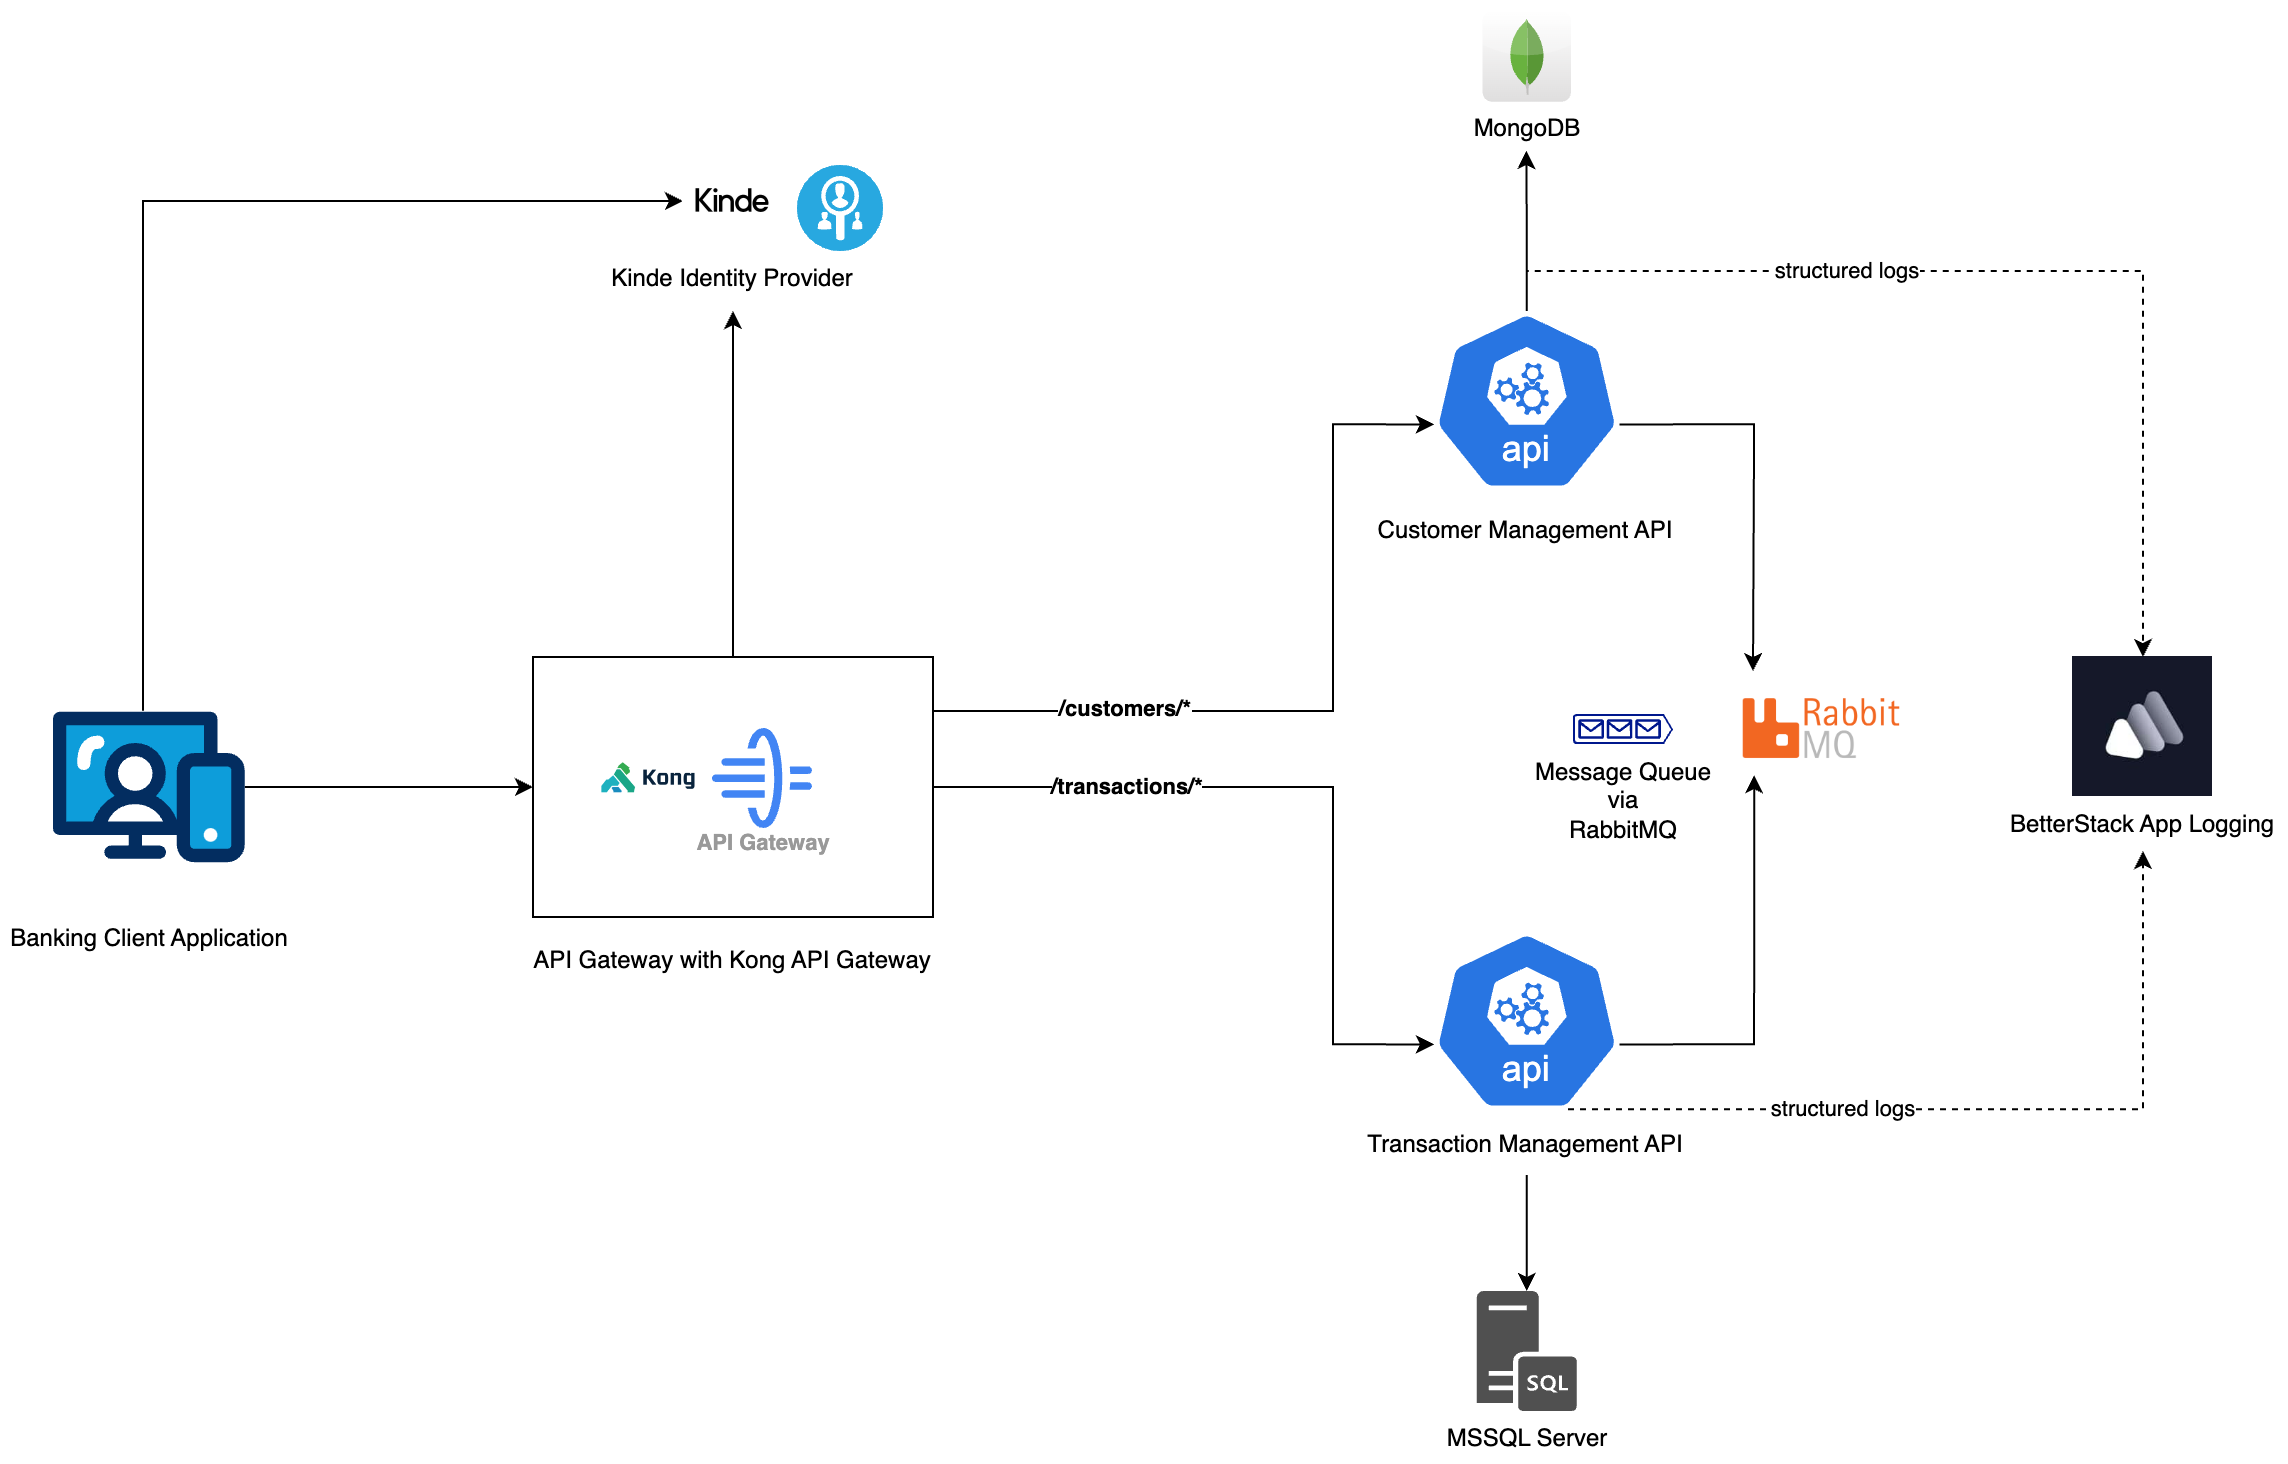 MongoDB
Kinde
Kinde Identity Provider
structured logs
api
Customer Management API
/customers/*
Rabbit
MQ
Message Queue
via
RabbitMQ
Kong
API Gateway
/transactions/*
BetterStack App Logging
Banking Client Application
API Gateway with Kong API Gateway
api
structured logs
Transaction Management API
SQL
MSSQL Server